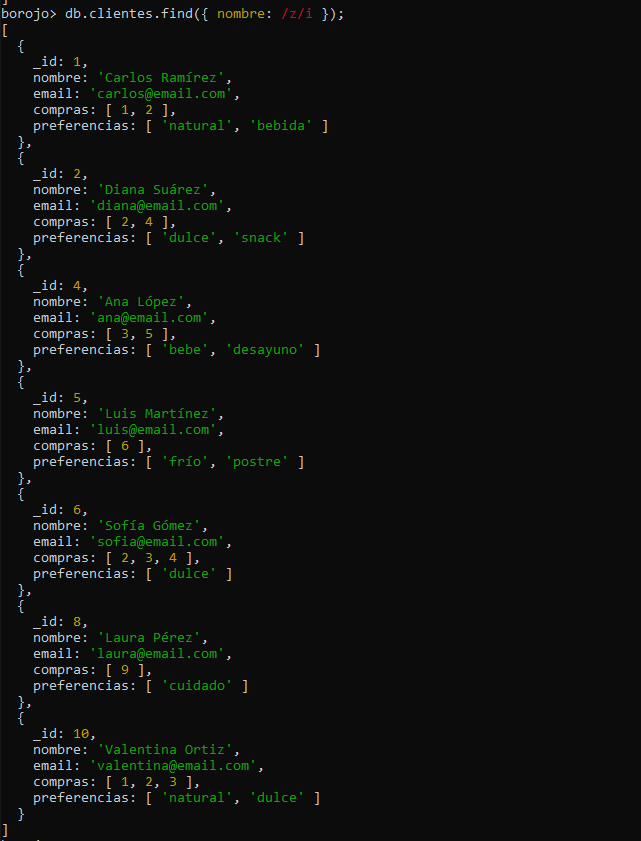 ]
borojo> db.clientes.find({ nombre: /z/i });
[
  {
    _id: 1,
    nombre: 'Carlos Ramírez',
    email: 'carlos@email.com',
    compras: [ 1, 2 ],
    preferencias: [ 'natural', 'bebida' ]
  },
  {
    _id: 2,
    nombre: 'Diana Suárez',
    email: 'diana@email.com',
    compras: [ 2, 4 ],
    preferencias: [ 'dulce', 'snack' ]
  },
  {
    _id: 4,
    nombre: 'Ana López',
    email: 'ana@email.com',
    compras: [ 3, 5 ],
    preferencias: [ 'bebe', 'desayuno' ]
  },
  {
    _id: 5,
    nombre: 'Luis Martínez',
    email: 'luis@email.com',
    compras: [ 6 ],
    preferencias: [ 'frío', 'postre' ]
  },
  {
    _id: 6,
    nombre: 'Sofía Gómez',
    email: 'sofia@email.com',
    compras: [ 2, 3, 4 ],
    preferencias: [ 'dulce' ]
  },
  {
    _id: 8,
    nombre: 'Laura Pérez',
    email: 'laura@email.com',
    compras: [ 9 ],
    preferencias: [ 'cuidado' ]
  },
  {
    _id: 10,
    nombre: 'Valentina Ortiz',
    email: 'valentina@email.com',
    compras: [ 1, 2, 3 ],
    preferencias: [ 'natural', 'dulce' ]
  }
]